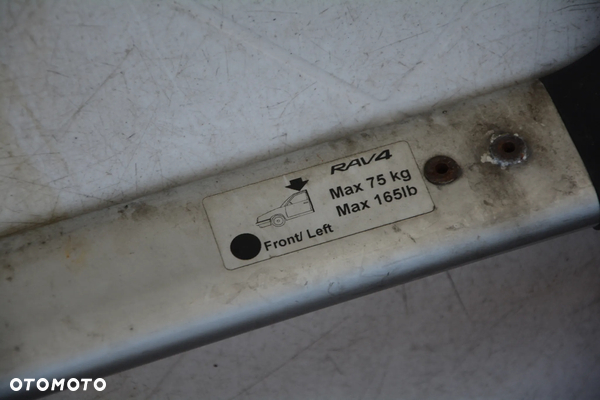 RAV4
Max 75 kg
Max 165lb
Front/ Left
OTOMOTO